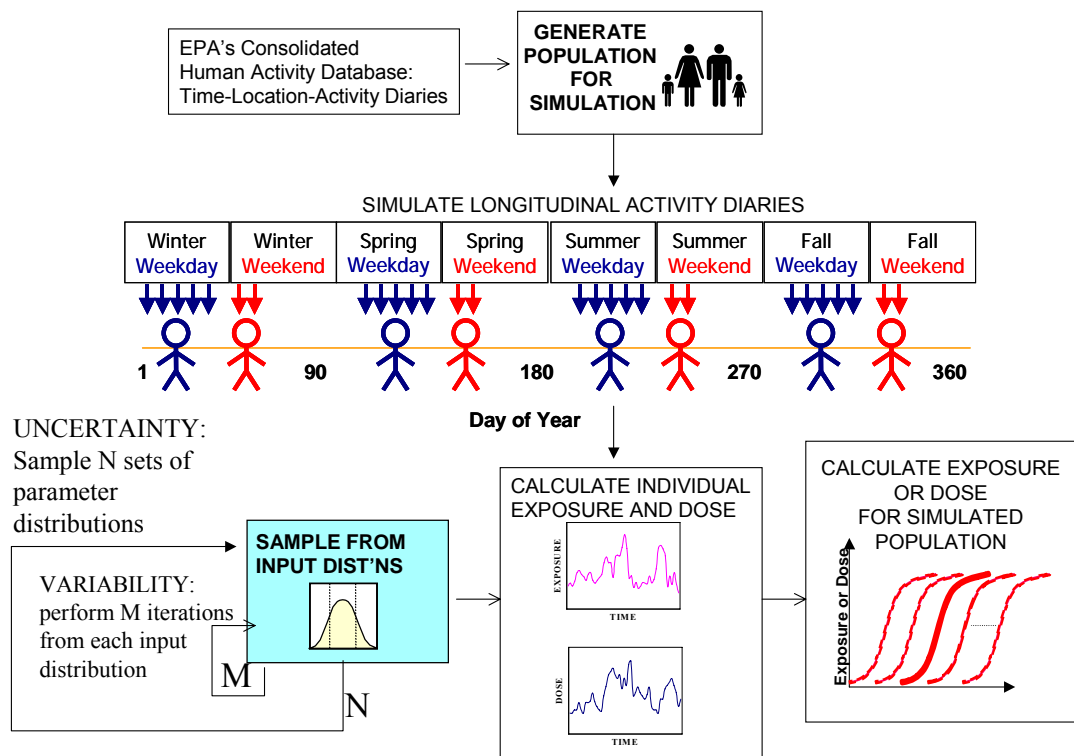 EPA's Consolidated
Human Activity Database:
Time-Location-Activity Diaries
GENERATE
POPULATION
FOR
SIMULATION
SIMULATE LONGITUDINAL ACTIVITY DIARIES
Winter
Weekday
Winter
Weekend
Spring
Weekday
Spring
Weekend
Summer
Weekday
Summer
Weekend
Fall
Weekday
Fall
Weekend
1
90
180
270
360
Day of Year
UNCERTAINTY:
Sample N sets of
parameter
distributions
VARIABILITY:
perform M iterations
from each input
distribution
SAMPLE FROM
INPUT DIST'NS
M
N
CALCULATE INDIVIDUAL
EXPOSURE AND DOSE
EXPOSURE
TIME
DOSE
TIME
CALCULATE EXPOSURE
OR DOSE
FOR SIMULATED
POPULATION
Exposure or Dose